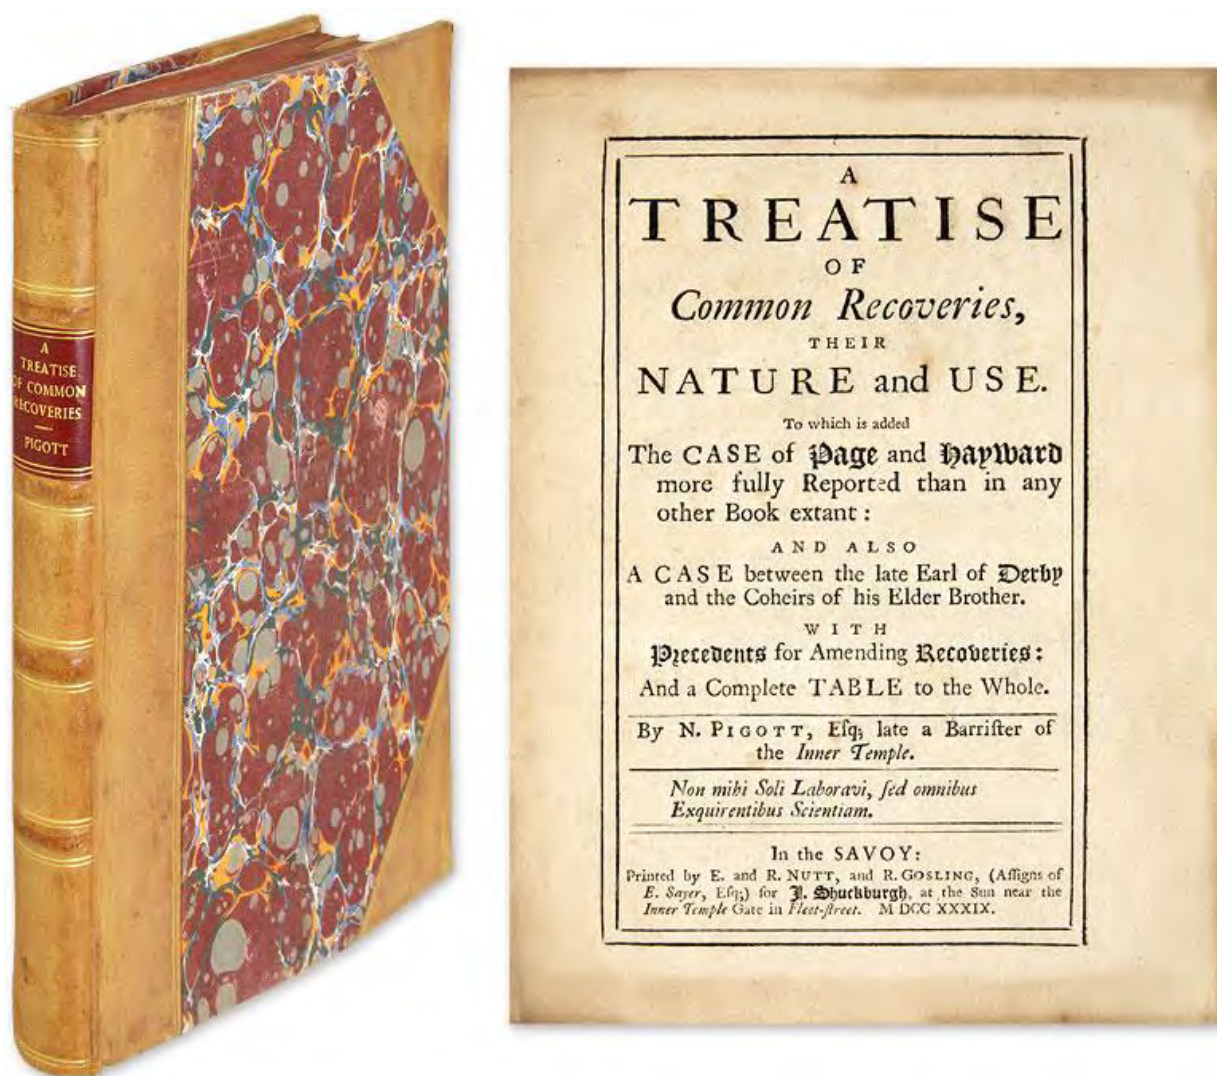 A
TREATISE
OF COMMON
RECOVERIES
PIGOTT
A
TREATISE
OF
Common Recoveries,
THEIR
NATURE and USE.
To which is added
The CASE of Page and Hayward
more fully Reported than in any
other Book extant:
AND ALSO
A CASE between the late Earl of Derby
and the Coheirs of his Elder Brother.
WITH
Precedents for Amending Recoveries:
And a Complete TABLE to the Whole.
By N. PIGOTT, Eſq; late a Barriſter of
the Inner Temple.
Non mihi Soli Laboravi, ſed omnibus
Exquirentibus Scientiam.
In the SAVOY:
Printed by E. and R. NUTT, and R. GOSLING, (Aſſigns of
E. Sayer, Eſq;) for J. Shuckburgh, at the Sun near the
Inner Temple Gate in Fleet-ſtreet. M DCC XXXIX.